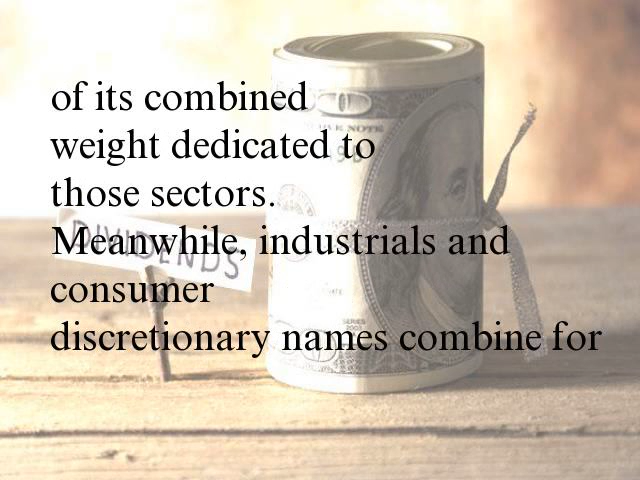 of its combined
weight dedicated to
those sectors.
Meanwhile, industrials and
consumer
discretionary names combine for
DIVIDENDS